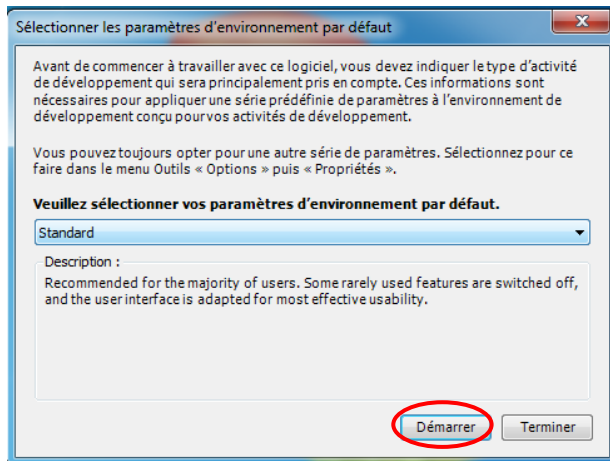 Sélectionner les paramètres d'environnement par défaut
Avant de commencer à travailler avec ce logiciel, vous devez indiquer le type d'activité
de développement qui sera principalement pris en compte. Ces informations sont
nécessaires pour appliquer une série prédéfinie de paramètres à l'environnement de
développement conçu pour vos activités de développement.
Vous pouvez toujours opter pour une autre série de paramètres. Sélectionnez pour ce
faire dans le menu Outils « Options » puis « Propriétés ».
Veuillez sélectionner vos paramètres d'environnement par défaut.
Standard
Description :
Recommended for the majority of users. Some rarely used features are switched off,
and the user interface is adapted for most effective usability.
Démarrer Terminer